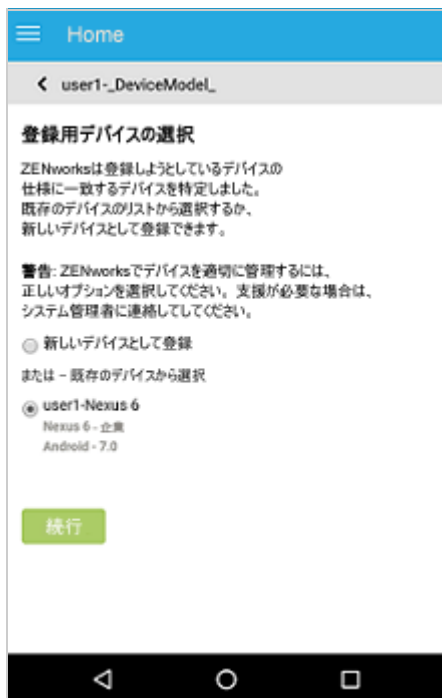 Home
user1-_DeviceModel_
登録用デバイスの選択
ZENworksは登録しようとしているデバイスの
仕様に一致するデバイスを特定しました。
既存のデバイスのリストから選択するか、
新しいデバイスとして登録できます。
警告: ZENworksでデバイスを適切に管理するには、
正しいオプションを選択してください。支援が必要な場合は、
システム管理者に連絡してしてください。
新しいデバイスとして登録
または – 既存のデバイスから選択
user1-Nexus 6
Nexus 6 - 企業
Android - 7.0
続行